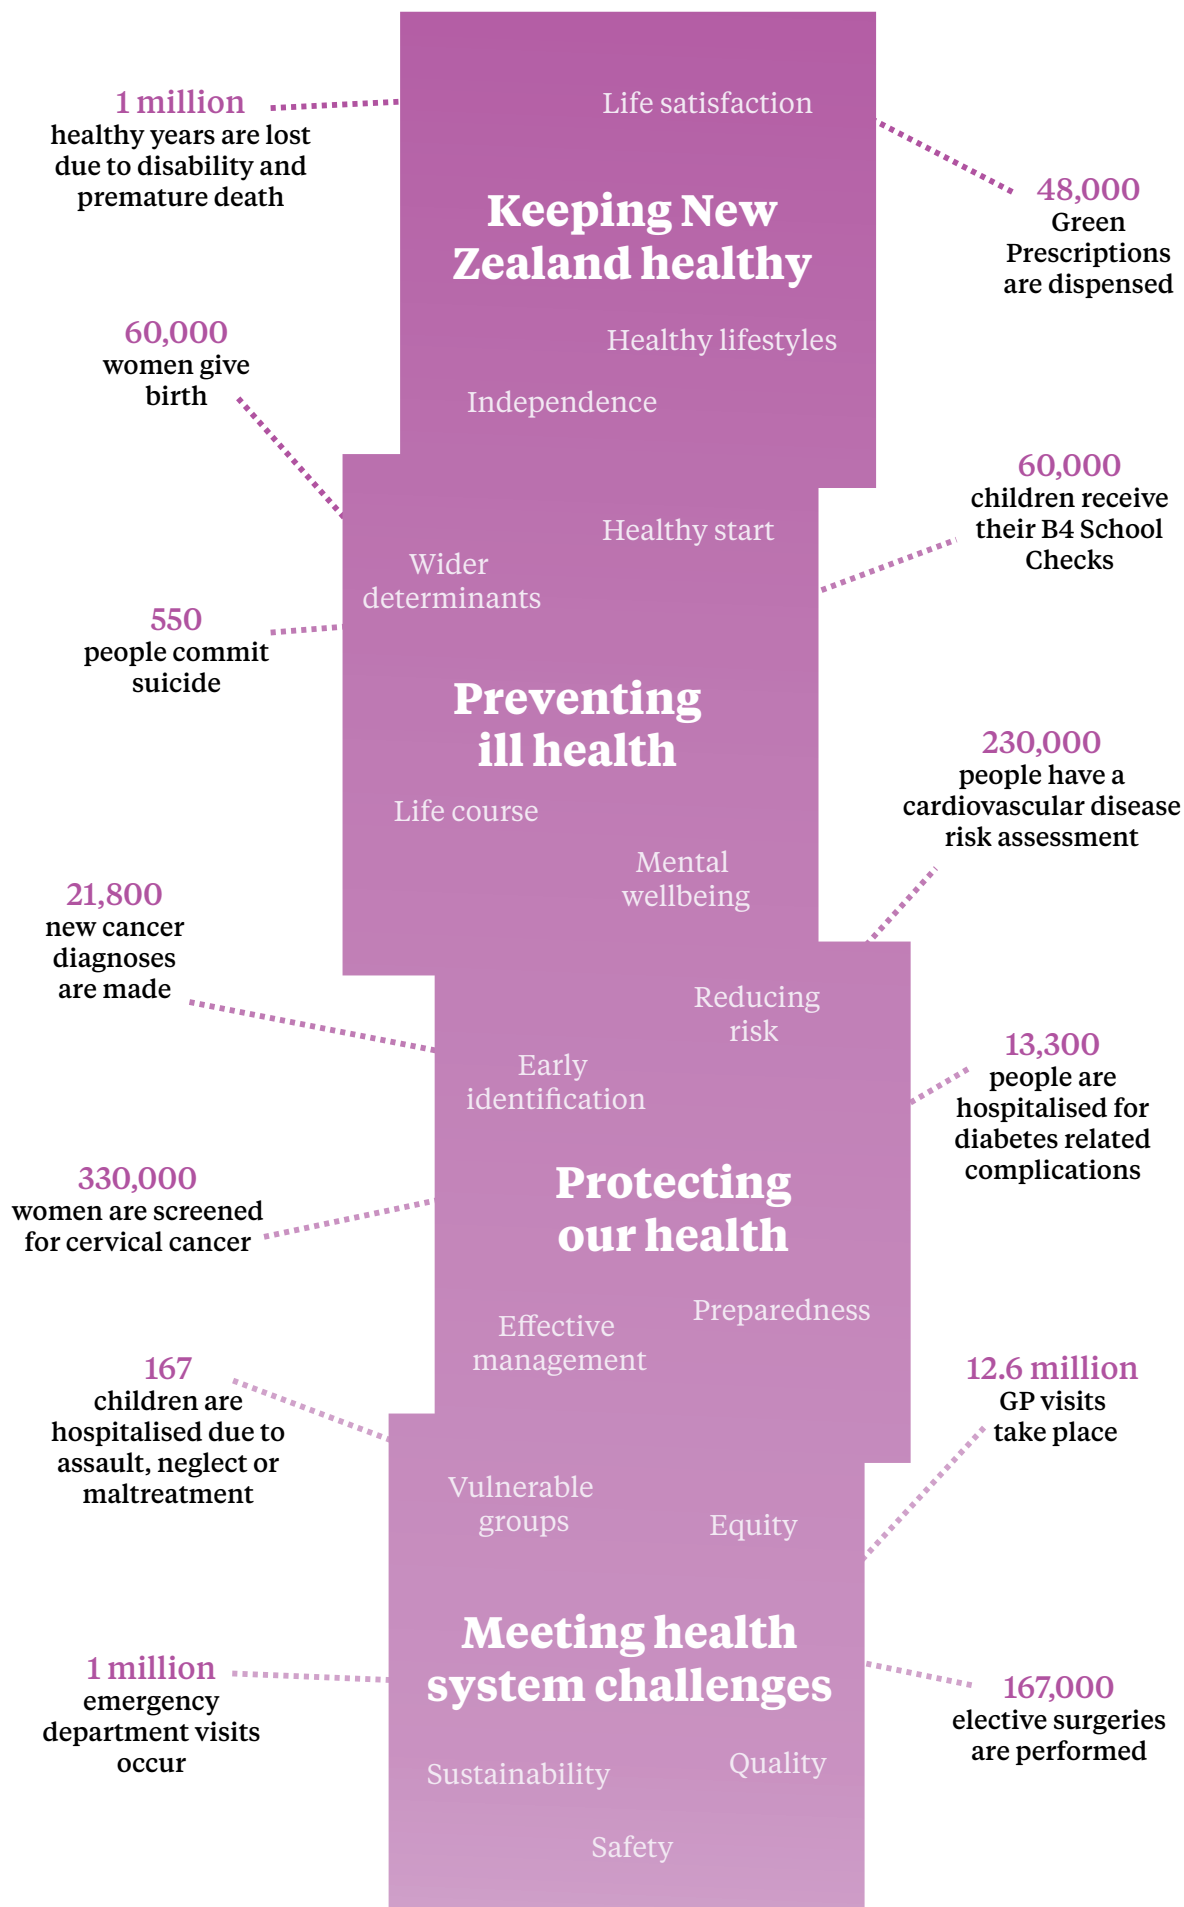 1 million
healthy years are lost
due to disability and
premature death
Life satisfaction
48,000
Green
Prescriptions
are dispensed
Keeping New
Zealand healthy
60,000
women give
birth
Healthy lifestyles
Independence
60,000
children receive
their B4 School
Checks
Healthy start
Wider
determinants
550
people commit
suicide
Preventing
ill health
230,000
people have a
cardiovascular disease
risk assessment
Life course
Mental
wellbeing
21,800
new cancer
diagnoses
are made
Reducing
risk
Early
identification
13,300
people are
hospitalised for
diabetes related
complications
330,000
women are screened
for cervical cancer
Protecting
our health
Preparedness
Effective
management
167
children are
hospitalised due to
assault, neglect or
maltreatment
12.6 million
GP visits
take place
Vulnerable
groups
Equity
Meeting health
system challenges
1 million
emergency
department visits
occur
167,000
elective surgeries
are performed
Quality
Sustainability
Safety